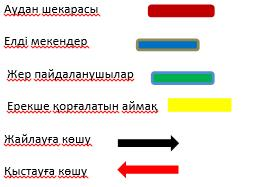 Аудан шекарасы
Елді мекендер
Жер пайдаланушылар
Ерекше қорғалатын аймақ
Жайлауға көшу
Қыстауға көшу